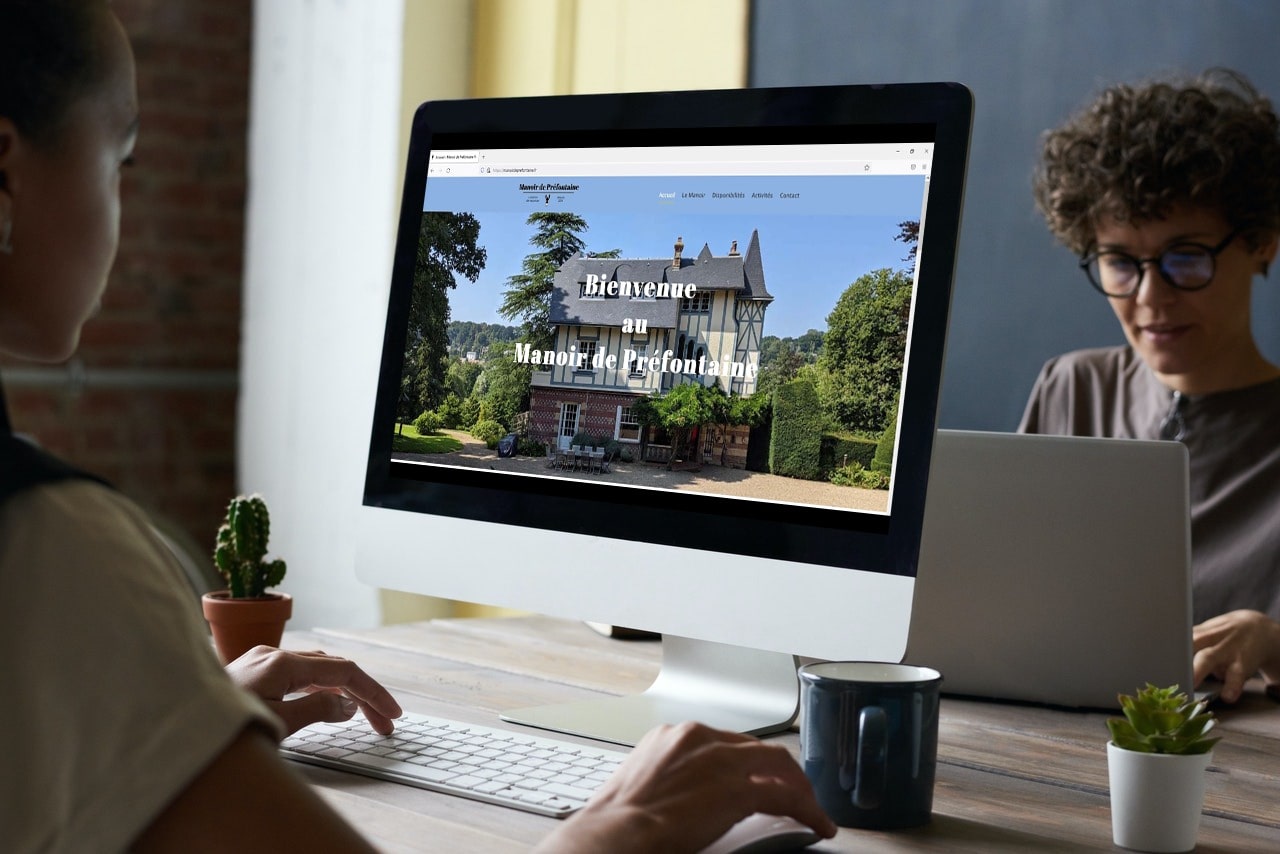 Accueil - Manoir de Préfontaine
https://manoirdeprefontaine.fr
Manoir de Préfontaine
Accueil Le Manoir Disponibilités Activités Contact
Bienvenue
au
Manoir de Préfontaine